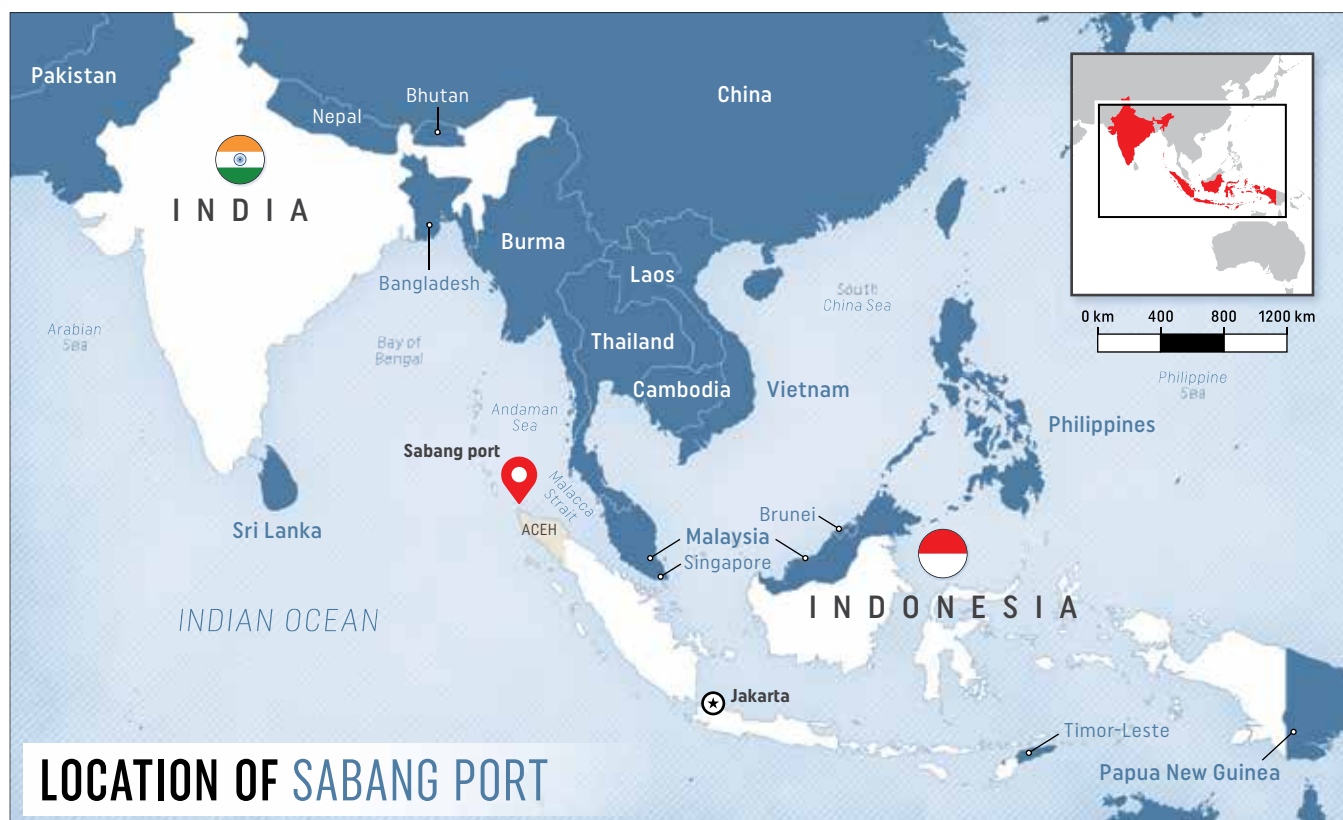 Pakistan
Nepal
Bhutan
China
INDIA
Bangladesh
Burma
Laos
South
China Sea
0 km 400 800 1200 km
Arabian
Sea
Bay of
Bengal
Thailand
Cambodia
Vietnam
Philippine
Sea
Andaman
Sea
Philippines
Sabang port
Malacca
Strait
Sri Lanka
ACEH
Brunei
Malaysia
Singapore
INDONESIA
INDIAN OCEAN
Jakarta
Timor-Leste
Papua New Guinea
LOCATION OF SABANG PORT